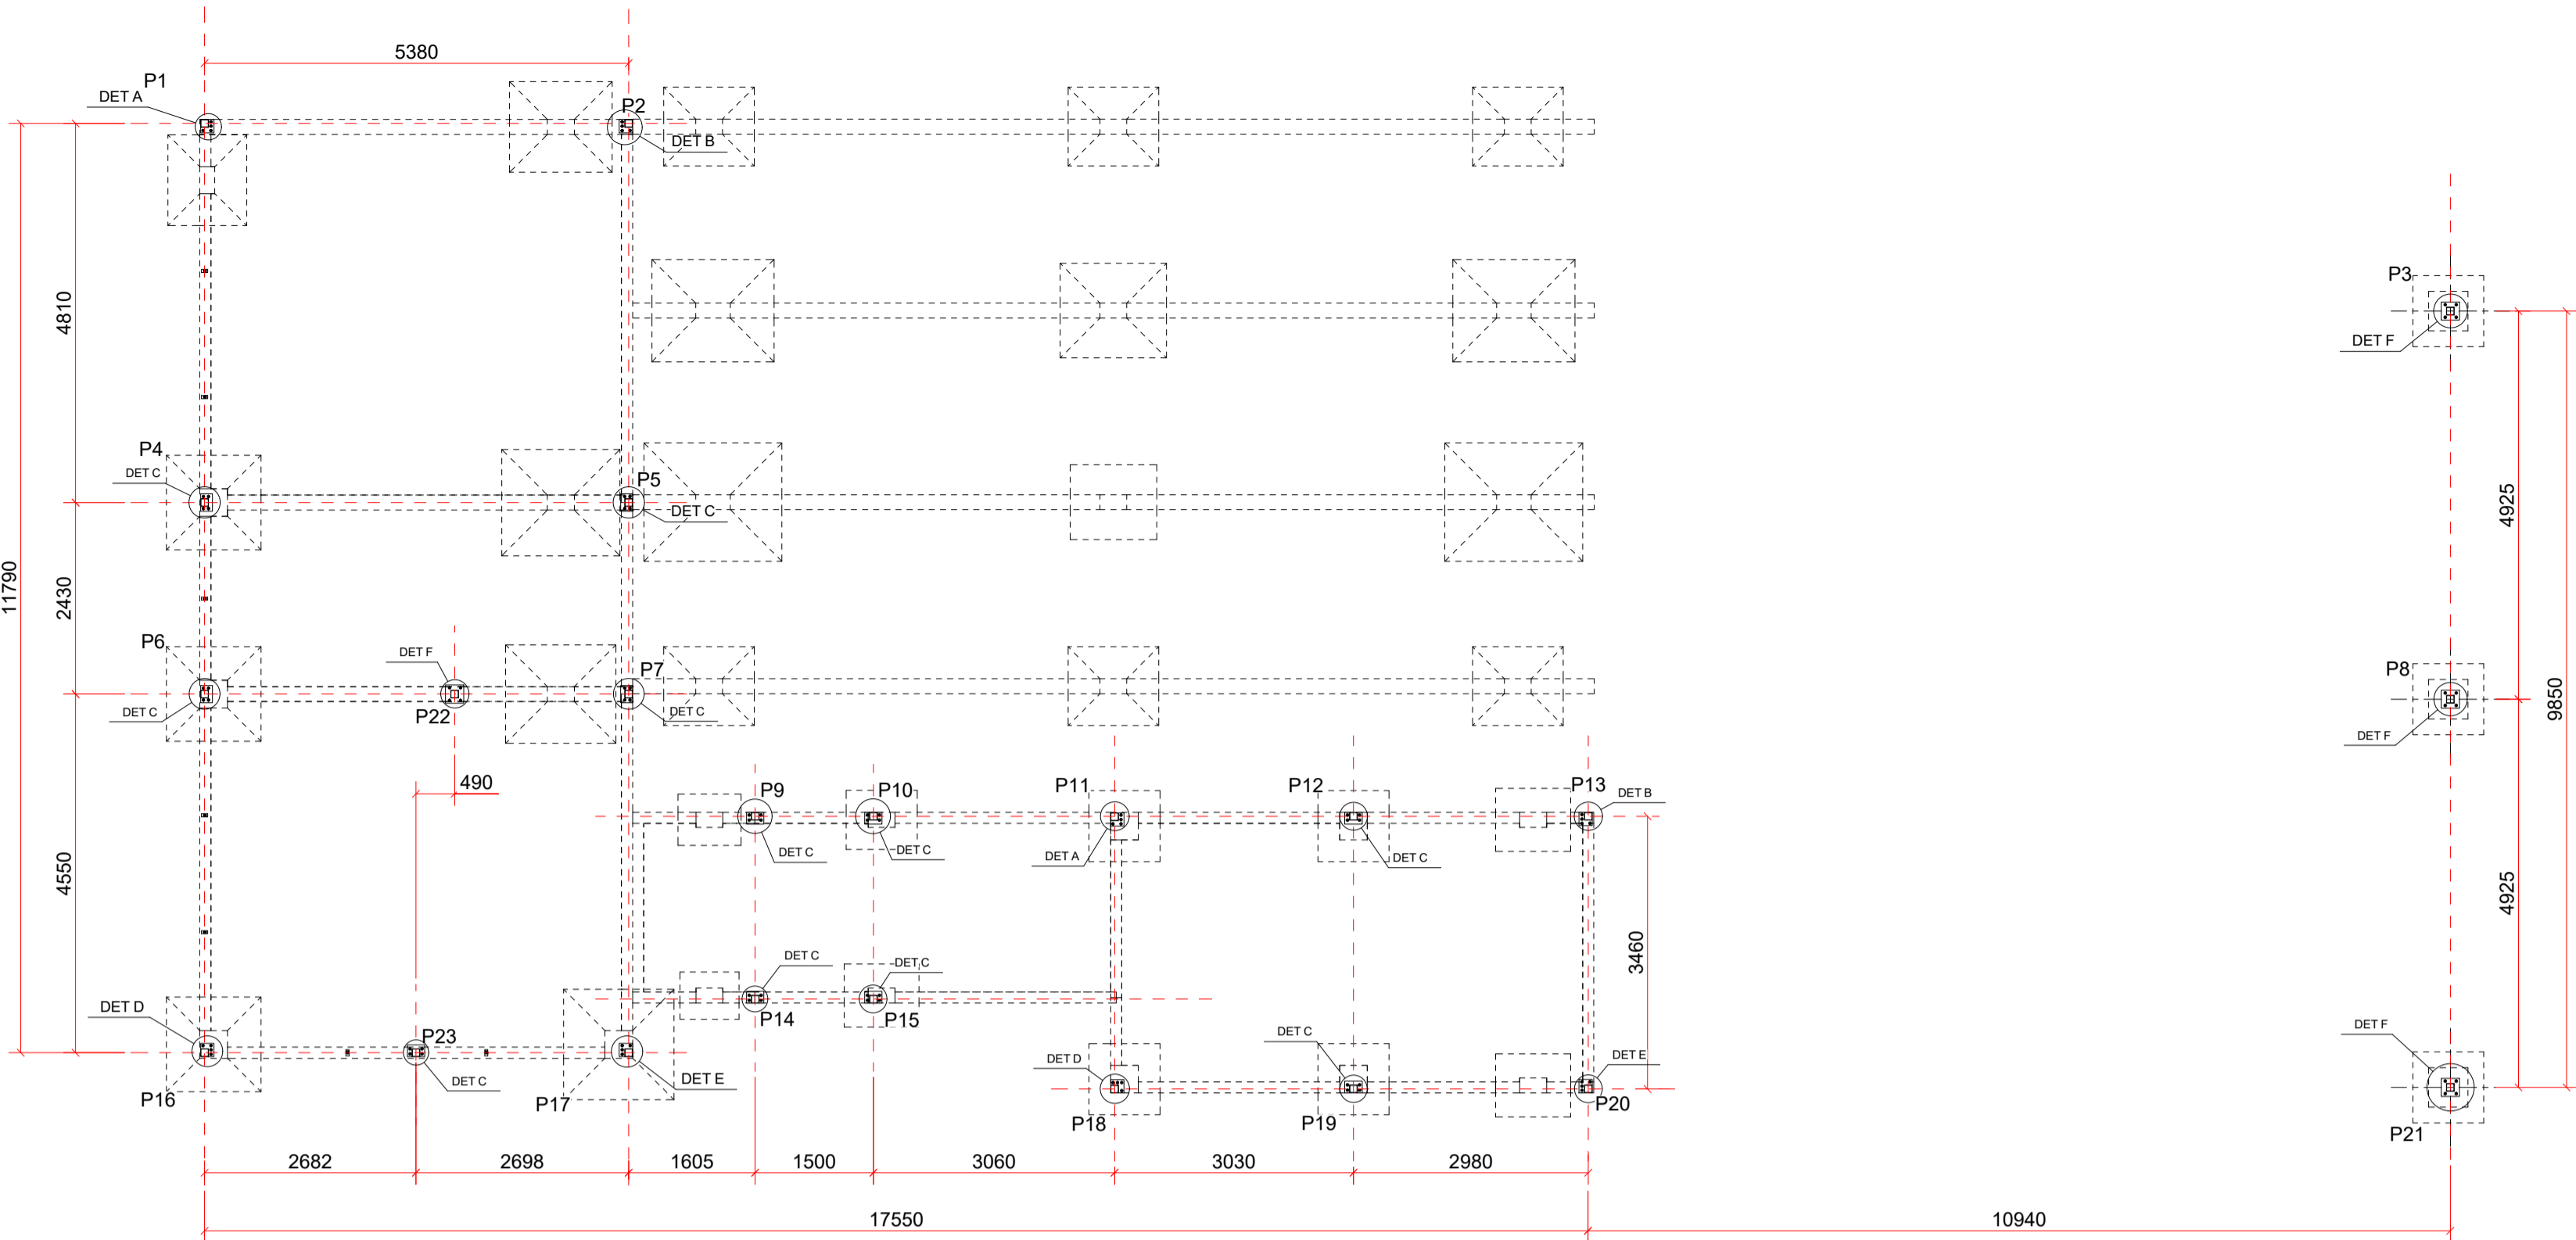 5380
P1
DET A
P2
DET B
P3
DET F
4810
4925
P4
DET C
P5
DET C
11790
2430
P6
DET C
DET F
P22
P7
DET C
P8
DET F
9850
490
P9
DET C
P10
DET C
P11
DET A
P12
DET C
P13
DET B
4550
4925
3460
DET C
DET C
P14
P15
DET D
P16
P23
DET C
P17
DET E
DET D
P18
DET C
P19
DET E
P20
DET F
P21
2682
2698
1605
1500
3060
3030
2980
17550
10940